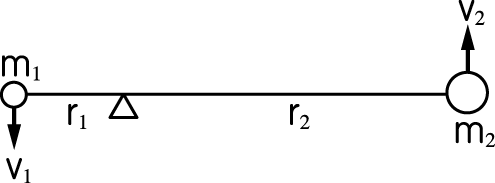 v₂
m₁
r₁
r₂
m₂
v₁